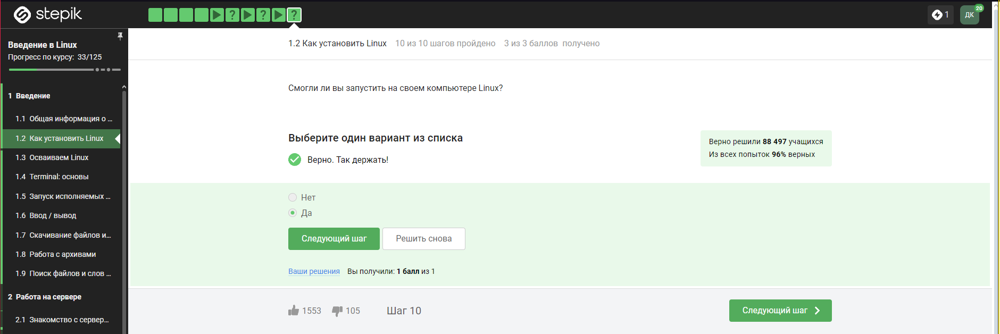 stepik
? ? ?
1
ДК
20
Введение в Linux
Прогресс по курсу: 33/125
1 Введение
1.1 Общая информация о ...
1.2 Как установить Linux
1.3 Осваиваем Linux
1.4 Terminal: основы
1.5 Запуск исполняемых ...
1.6 Ввод / вывод
1.7 Скачивание файлов и...
1.8 Работа с архивами
1.9 Поиск файлов и слов ...
2 Работа на сервере
2.1 Знакомство с сервер...
1.2 Как установить Linux 10 из 10 шагов пройдено 3 из 3 баллов получено
Смогли ли вы запустить на своем компьютере Linux?
Выберите один вариант из списка
Верно. Так держать!
Верно решили 88 497 учащихся
Из всех попыток 96% верных
Нет
Да
Следующий шаг
Решить снова
Ваши решения Вы получили: 1 балл из 1
1553 105 Шаг 10
Следующий шаг